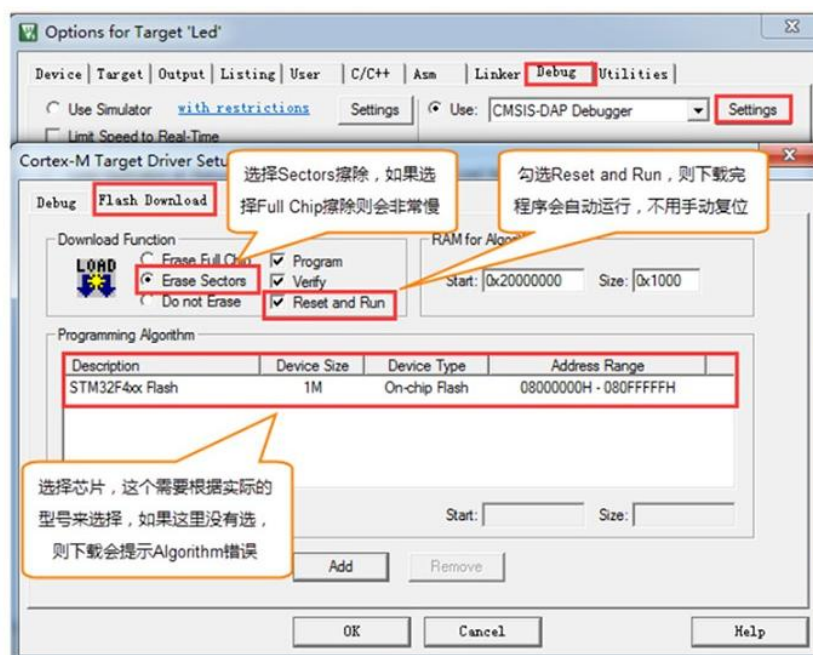 Options for Target 'Led'
Device Target Output Listing User C/C++ Asm Linker Debug Utilities
Use Simulator with restrictions Settings Use: CMSIS-DAP Debugger Settings
Limit Speed to Real-Time
Cortex-M Target Driver Setu
选择Sectors擦除，如果选
择Full Chip擦除则会非常慢
勾选Reset and Run，则下载完
程序会自动运行，不用手动复位
Debug Flash Download
Download Function RAM for Algori
LOAD Erase Full Chip Program
Erase Sectors Verify Start: 0x20000000 Size: 0x1000
Do not Erase Reset and Run
Programming Algorithm
Description Device Size Device Type Address Range
STM32F4xx Flash 1M On-chip Flash 08000000H - 080FFFFFH
选择芯片，这个需要根据实际的
型号来选择，如果这里没有选，
则下载会提示Algorithm错误
Start: Size:
Add Remove
OK Cancel Help